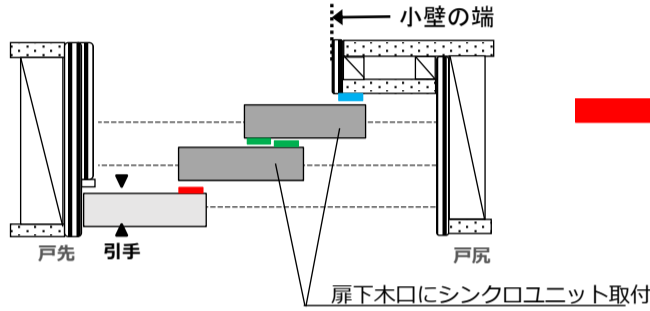 小壁の端
戸先
引手
戸尻
扉下木口にシンクロユニット取付